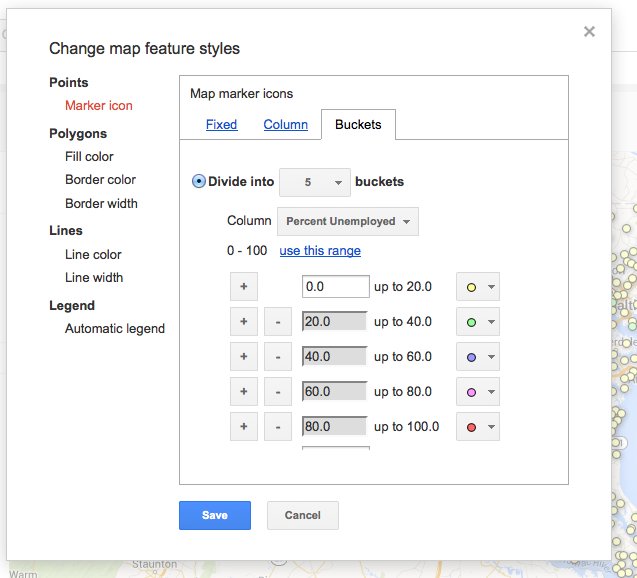 Change map feature styles
×
Points
Marker icon
Polygons
Fill color
Border color
Border width
Lines
Line color
Line width
Legend
Automatic legend
Map marker icons
Fixed Column Buckets
Divide into 5 buckets
Column Percent Unemployed
0 - 100 use this range
+ 0.0 up to 20.0
+ - 20.0 up to 40.0
+ - 40.0 up to 60.0
+ - 60.0 up to 80.0
+ - 80.0 up to 100.0
Save Cancel
Staunton
Warm